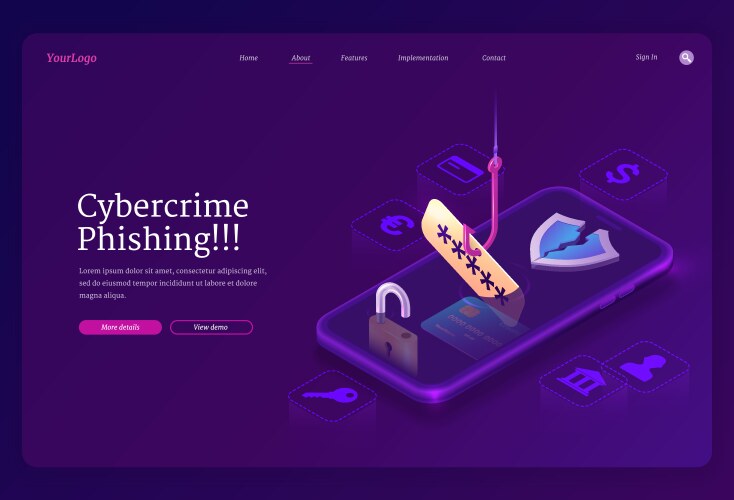 YourLogo
Home About Features Implementation Contact Sign In
Cybercrime
Phishing!!!
Lorem ipsum dolor sit amet, consectetur adipiscing elit,
sed do eiusmod tempor incididunt ut labore et dolore
magna aliqua.
More details View demo
*****